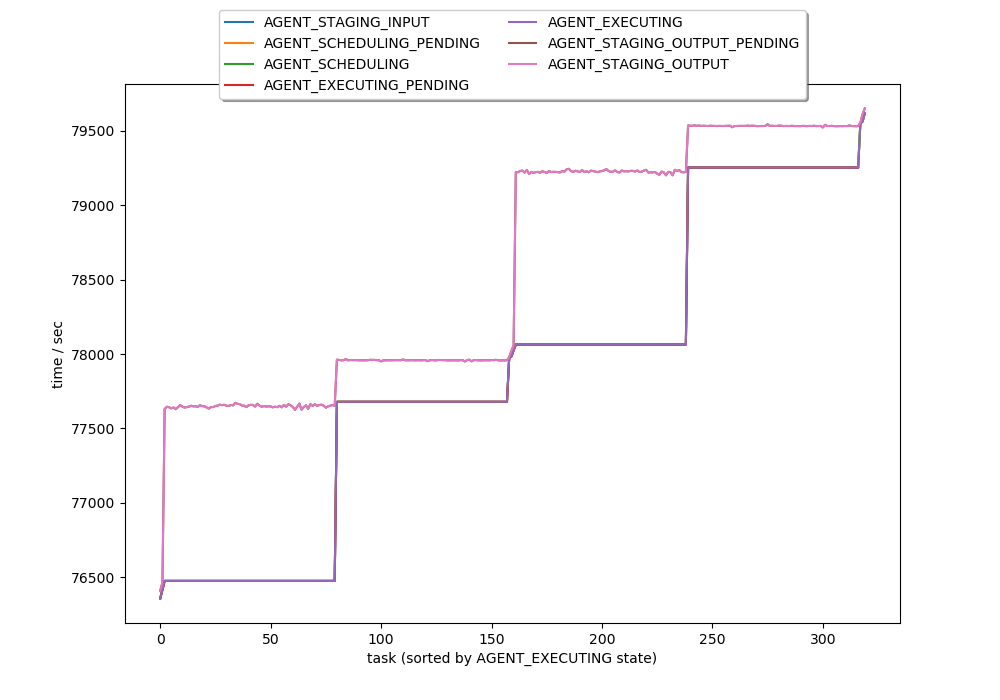 AGENT_STAGING_INPUT
AGENT_SCHEDULING_PENDING
AGENT_SCHEDULING
AGENT_EXECUTING_PENDING
AGENT_EXECUTING
AGENT_STAGING_OUTPUT_PENDING
AGENT_STAGING_OUTPUT
79500
79000
78500
78000
77500
77000
76500
time / sec
0 50 100 150 200 250 300
task (sorted by AGENT_EXECUTING state)